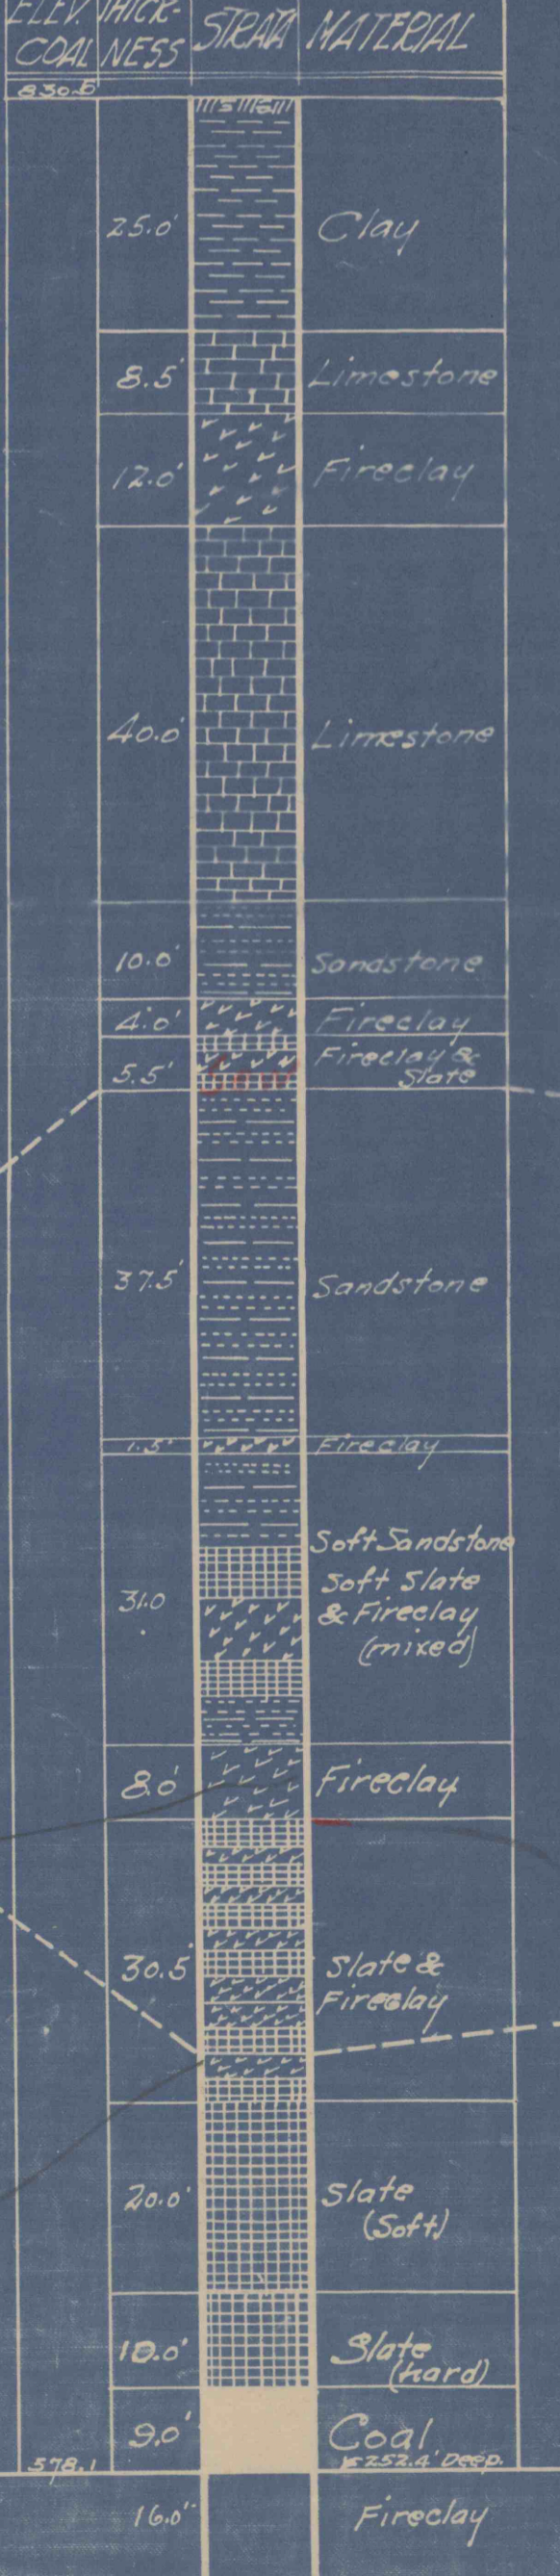 ELEV. THICK- STRATA MATERIAL
COAL NESS
830.5
25.0' Clay
8.5' Limestone
12.0' Fireclay
40.0' Limestone
10.0' Sandstone
4.0' Fireclay
5.5' Fireclay &
Slate
37.5' Sandstone
1.5' Fireclay
31.0 Soft Sandstone
Soft Slate
& Fireclay
(mixed)
8.0' Fireclay
30.5' Slate &
Fireclay
20.0' Slate
(Soft)
10.0' Slate
(hard)
9.0' Coal
578.1 252.4' Deep.
16.0' Fireclay